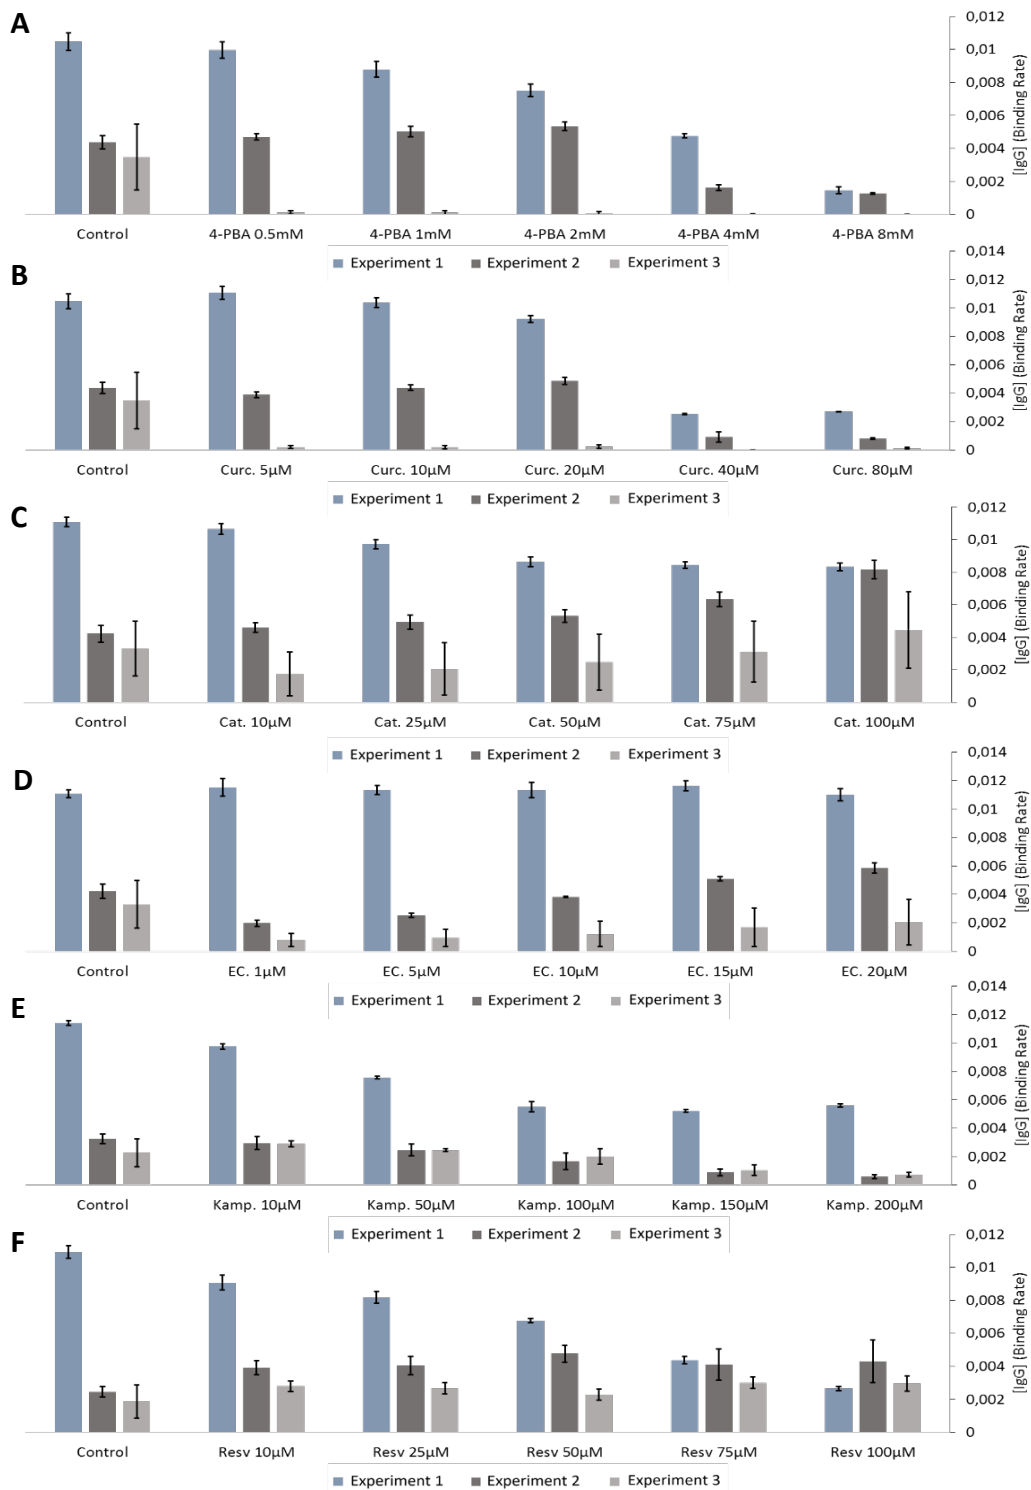 A
0,012
0,01
0,008
0,006
0,004
0,002
0
[IgG] (Binding Rate)
Control 4-PBA 0.5mM 4-PBA 1mM 4-PBA 2mM 4-PBA 4mM 4-PBA 8mM
Experiment 1 Experiment 2 Experiment 3
B
0,014
0,012
0,01
0,008
0,006
0,004
0,002
0
[IgG] (Binding Rate)
Control Curc. 5µM Curc. 10µM Curc. 20µM Curc. 40µM Curc. 80µM
Experiment 1 Experiment 2 Experiment 3
C
0,012
0,01
0,008
0,006
0,004
0,002
0
[IgG] (Binding Rate)
Control Cat. 10µM Cat. 25µM Cat. 50µM Cat. 75µM Cat. 100µM
Experiment 1 Experiment 2 Experiment 3
D
0,014
0,012
0,01
0,008
0,006
0,004
0,002
0
[IgG] (Binding Rate)
Control EC. 1µM EC. 5µM EC. 10µM EC. 15µM EC. 20µM
Experiment 1 Experiment 2 Experiment 3
E
0,014
0,012
0,01
0,008
0,006
0,004
0,002
0
[IgG] (Binding Rate)
Control Kamp. 10µM Kamp. 50µM Kamp. 100µM Kamp. 150µM Kamp. 200µM
Experiment 1 Experiment 2 Experiment 3
F
0,012
0,01
0,008
0,006
0,004
0,002
0
[IgG] (Binding Rate)
Control Resv 10µM Resv 25µM Resv 50µM Resv 75µM Resv 100µM
Experiment 1 Experiment 2 Experiment 3